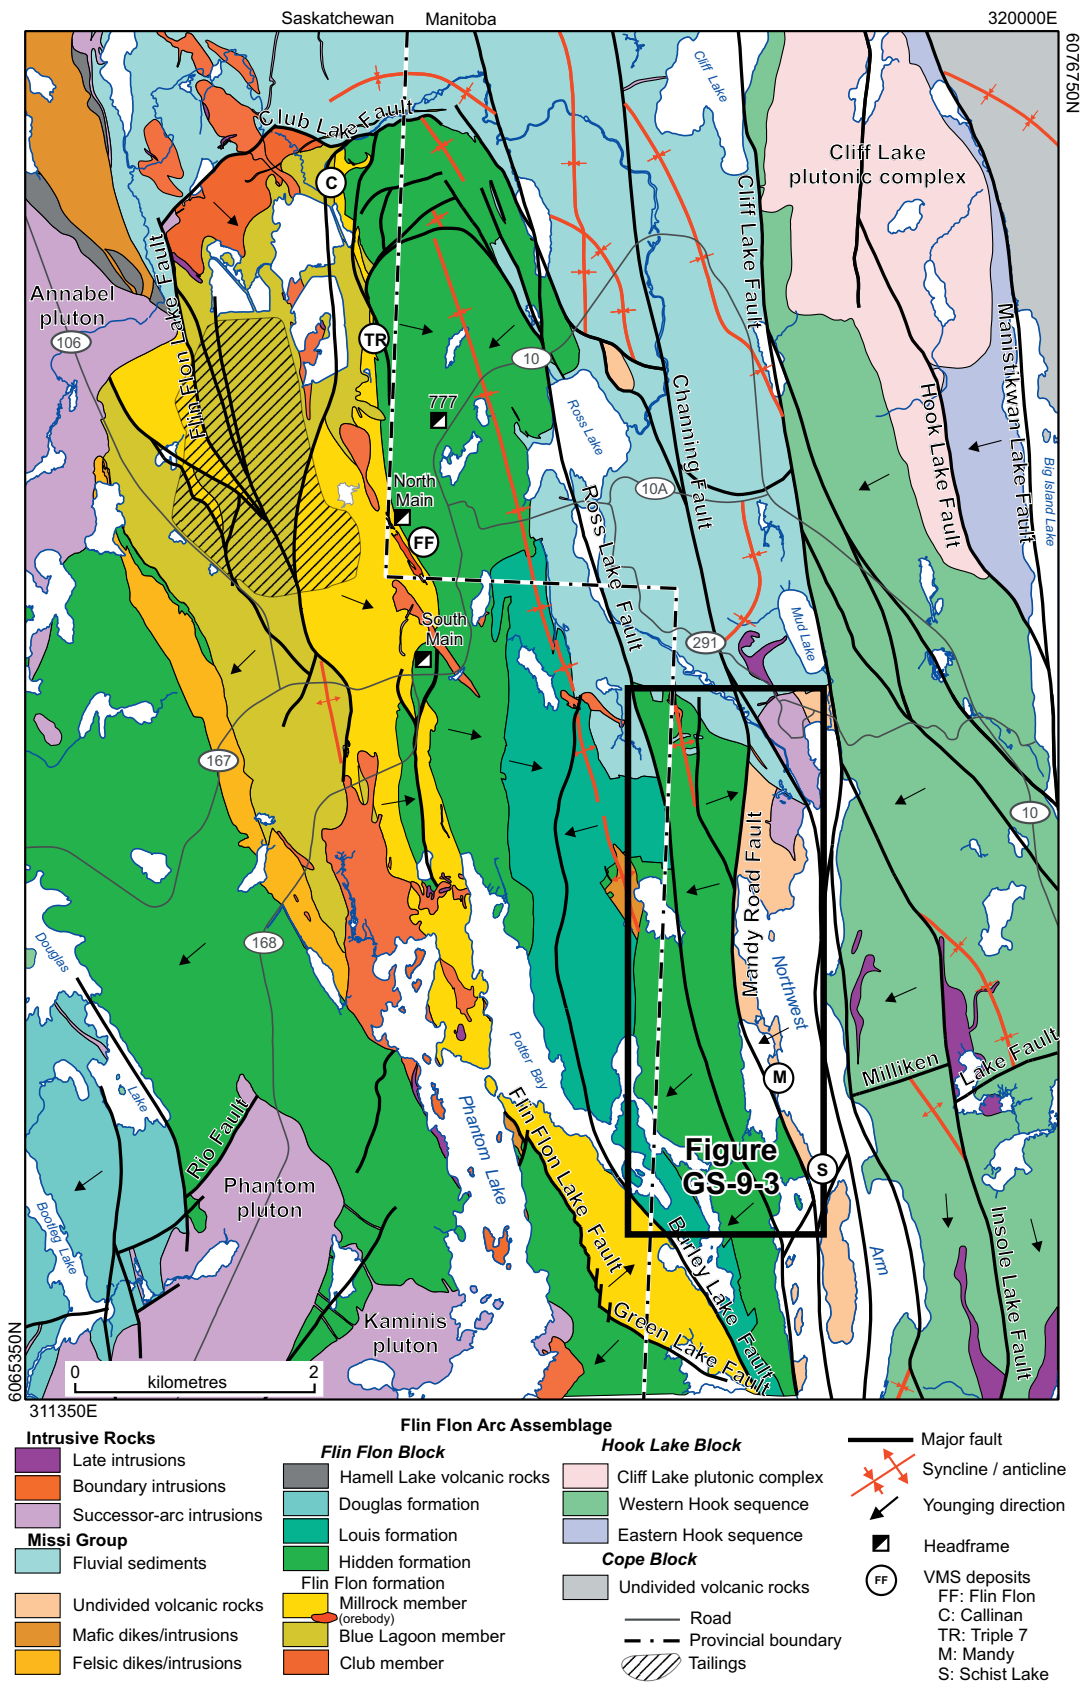 Saskatchewan
Manitoba
320000E
6076750N
Club Lake Fault
Cliff Lake
Cliff Lake
plutonic complex
C
Cliff Lake Fault
Flin Flon Lake Fault
Annabel
pluton
106
TR
10
777
Ross Lake
Channing Fault
Hook Lake Fault
Manistikwan Lake Fault
Big Island Lake
North
Main
10A
FF
Ross Lake Fault
South
Main
291
Mud Lake
167
10
Mandy Road Fault
168
Douglas
Lake
Northwest
Arm
Potter Bay
Milliken
Lake Fault
M
Phantom Lake
Flin Flon Lake Fault
Rio Fault
Figure
GS-9-3
S
Phantom
pluton
Bootleg Lake
Burley Lake Fault
Insole Lake Fault
Green Lake Fault
Kaminis
pluton
6065350N
0 2
kilometres
311350E
Flin Flon Arc Assemblage
Intrusive Rocks
Late intrusions
Boundary intrusions
Successor-arc intrusions
Missi Group
Fluvial sediments
Undivided volcanic rocks
Mafic dikes/intrusions
Felsic dikes/intrusions
Flin Flon Block
Hamell Lake volcanic rocks
Douglas formation
Louis formation
Hidden formation
Flin Flon formation
Millrock member
(orebody)
Blue Lagoon member
Club member
Hook Lake Block
Cliff Lake plutonic complex
Western Hook sequence
Eastern Hook sequence
Cope Block
Undivided volcanic rocks
Road
Provincial boundary
Tailings
Major fault
Syncline / anticline
Younging direction
Headframe
FF
VMS deposits
FF: Flin Flon
C: Callinan
TR: Triple 7
M: Mandy
S: Schist Lake